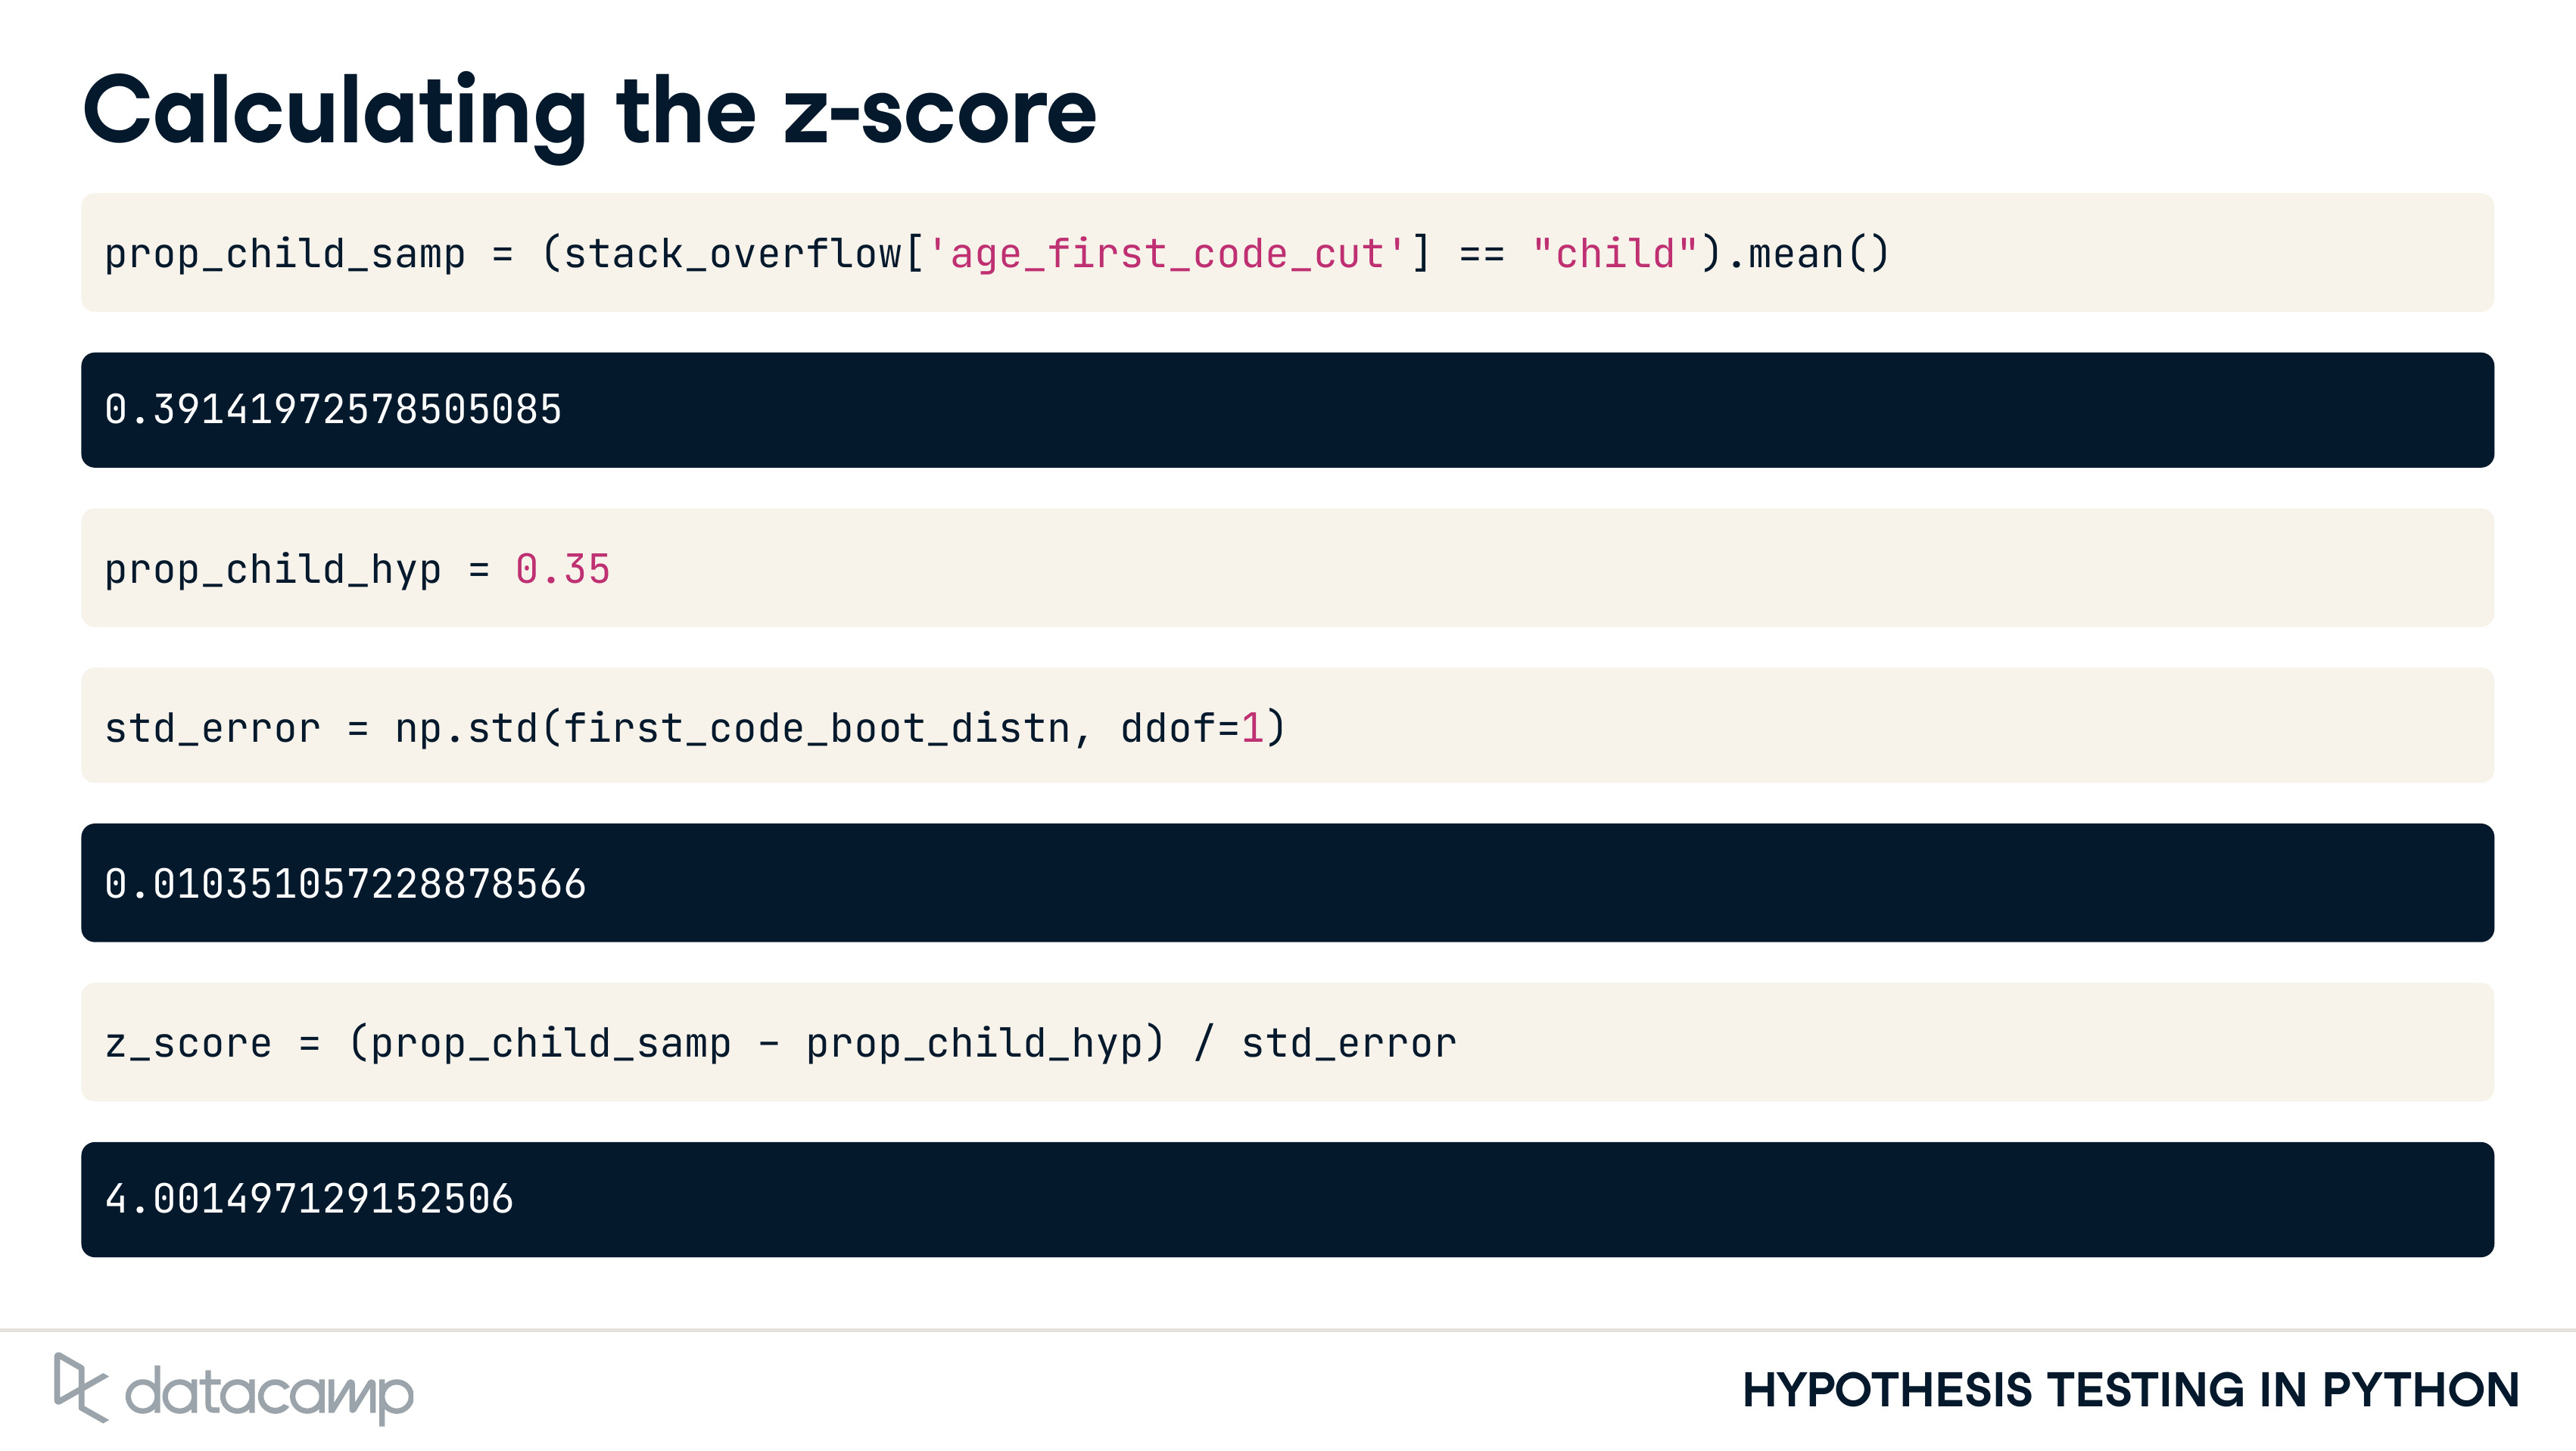 Calculating the z-score
prop_child_samp = (stack_overflow['age_first_code_cut'] == "child").mean()
0.39141972578505085
prop_child_hyp = 0.35
std_error = np.std(first_code_boot_distn, ddof=1)
0.010351057228878566
z_score = (prop_child_samp - prop_child_hyp) / std_error
4.001497129152506
datacamp
HYPOTHESIS TESTING IN PYTHON